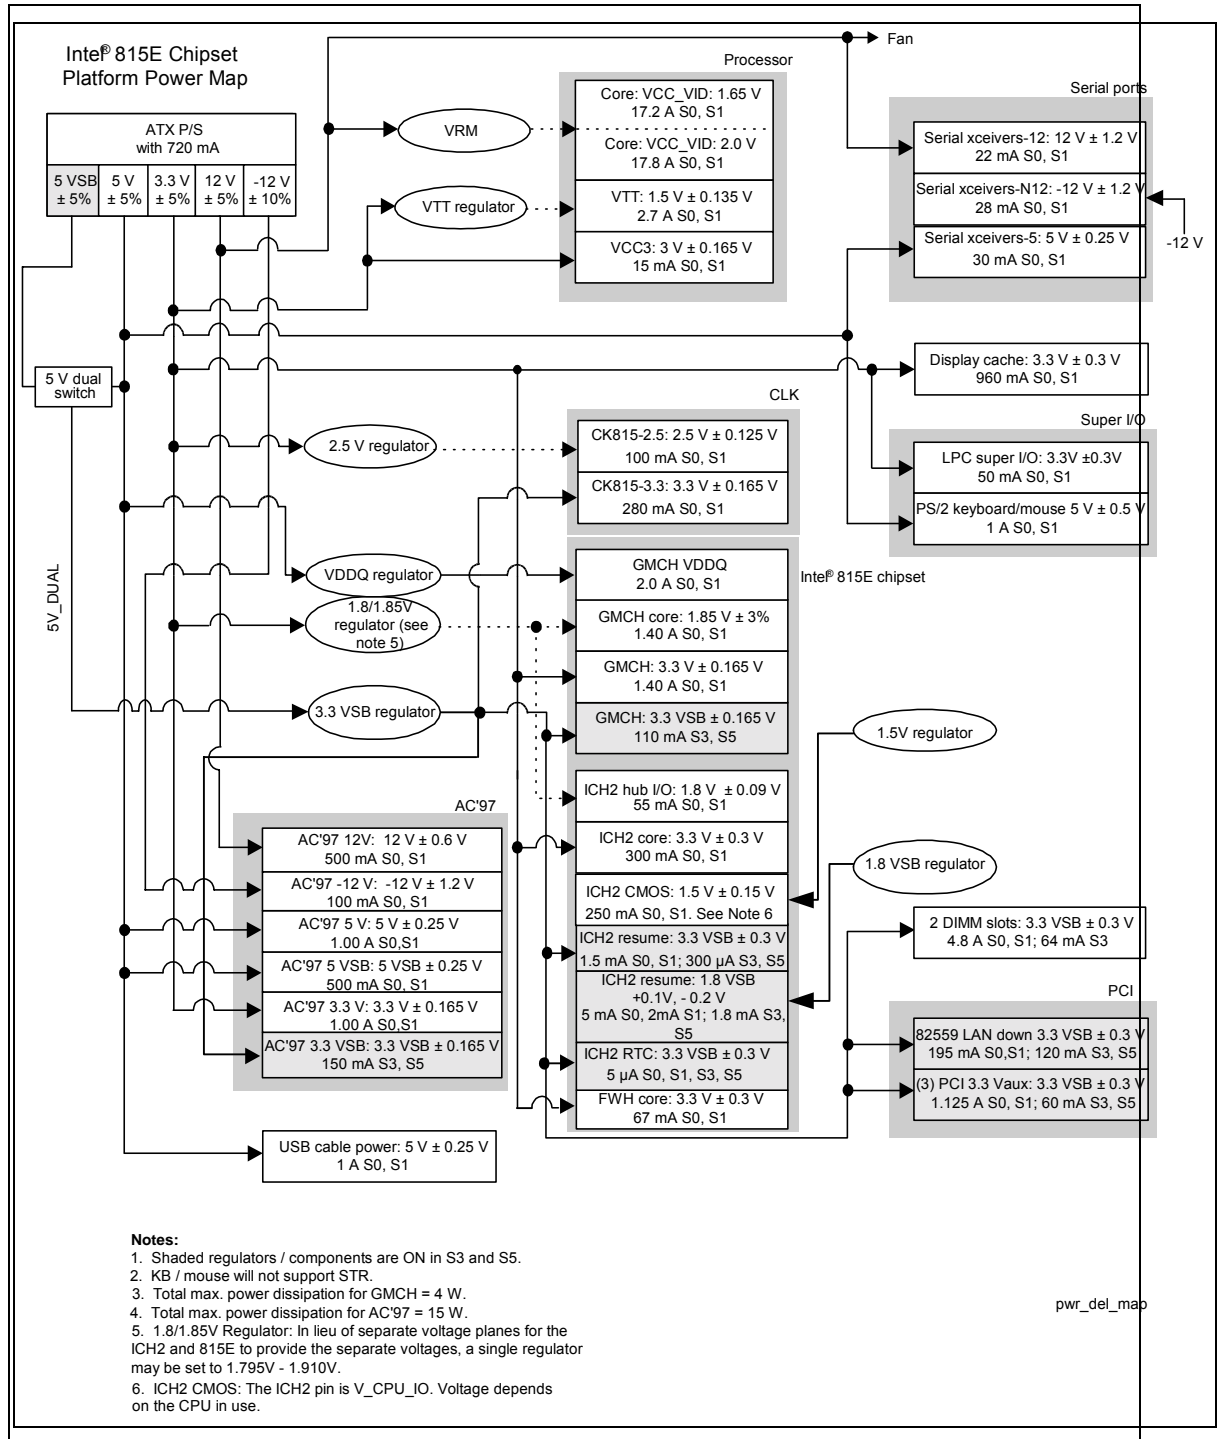 Intel® 815E Chipset
Platform Power Map
ATX P/S
with 720 mA
5 VSB
± 5%
5 V
± 5%
3.3 V
± 5%
12 V
± 5%
-12 V
± 10%
Fan
Processor
VRM
Core: VCC_VID: 1.65 V
17.2 A S0, S1
Core: VCC_VID: 2.0 V
17.8 A S0, S1
VTT regulator
VTT: 1.5 V ± 0.135 V
2.7 A S0, S1
VCC3: 3 V ± 0.165 V
15 mA S0, S1
Serial ports
Serial xceivers-12: 12 V ± 1.2 V
22 mA S0, S1
Serial xceivers-N12: -12 V ± 1.2 V
28 mA S0, S1
Serial xceivers-5: 5 V ± 0.25 V
30 mA S0, S1
-12 V
5 V dual
switch
5V_DUAL
Display cache: 3.3 V ± 0.3 V
960 mA S0, S1
CLK
2.5 V regulator
CK815-2.5: 2.5 V ± 0.125 V
100 mA S0, S1
CK815-3.3: 3.3 V ± 0.165 V
280 mA S0, S1
Super I/O
LPC super I/O: 3.3V ±0.3V
50 mA S0, S1
PS/2 keyboard/mouse 5 V ± 0.5 V
1 A S0, S1
Intel® 815E chipset
VDDQ regulator
1.8/1.85V
regulator (see
note 5)
3.3 VSB regulator
GMCH VDDQ
2.0 A S0, S1
GMCH core: 1.85 V ± 3%
1.40 A S0, S1
GMCH: 3.3 V ± 0.165 V
1.40 A S0, S1
GMCH: 3.3 VSB ± 0.165 V
110 mA S3, S5
ICH2 hub I/O: 1.8 V ± 0.09 V
55 mA S0, S1
ICH2 core: 3.3 V ± 0.3 V
300 mA S0, S1
ICH2 CMOS: 1.5 V ± 0.15 V
250 mA S0, S1. See Note 6
ICH2 resume: 3.3 VSB ± 0.3 V
1.5 mA S0, S1; 300 µA S3, S5
ICH2 resume: 1.8 VSB
+0.1V, - 0.2 V
5 mA S0, 2mA S1; 1.8 mA S3,
S5
ICH2 RTC: 3.3 VSB ± 0.3 V
5 µA S0, S1, S3, S5
FWH core: 3.3 V ± 0.3 V
67 mA S0, S1
1.5V regulator
1.8 VSB regulator
2 DIMM slots: 3.3 VSB ± 0.3 V
4.8 A S0, S1; 64 mA S3
PCI
82559 LAN down 3.3 VSB ± 0.3 V
195 mA S0,S1; 120 mA S3, S5
(3) PCI 3.3 Vaux: 3.3 VSB ± 0.3 V
1.125 A S0, S1; 60 mA S3, S5
AC'97
AC'97 12V: 12 V ± 0.6 V
500 mA S0, S1
AC'97 -12 V: -12 V ± 1.2 V
100 mA S0, S1
AC'97 5 V: 5 V ± 0.25 V
1.00 A S0,S1
AC'97 5 VSB: 5 VSB ± 0.25 V
500 mA S0, S1
AC'97 3.3 V: 3.3 V ± 0.165 V
1.00 A S0,S1
AC'97 3.3 VSB: 3.3 VSB ± 0.165 V
150 mA S3, S5
USB cable power: 5 V ± 0.25 V
1 A S0, S1
Notes:
1. Shaded regulators / components are ON in S3 and S5.
2. KB / mouse will not support STR.
3. Total max. power dissipation for GMCH = 4 W.
4. Total max. power dissipation for AC'97 = 15 W.
5. 1.8/1.85V Regulator: In lieu of separate voltage planes for the
ICH2 and 815E to provide the separate voltages, a single regulator
may be set to 1.795V - 1.910V.
6. ICH2 CMOS: The ICH2 pin is V_CPU_IO. Voltage depends
on the CPU in use.
pwr_del_map